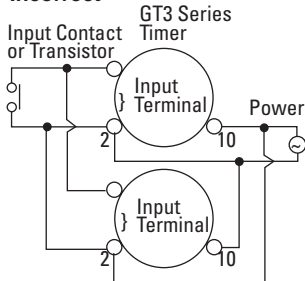 Incorrect
GT3 Series
Timer
Input Contact
or Transistor
Input
} Terminal
Power
2
10
Input
} Terminal
2
10